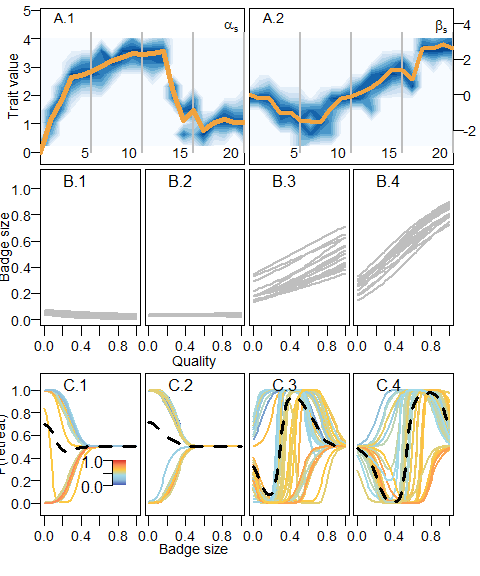 A.1 αs A.2 βs
5 4 3 2 1 0
Trait value
4 2 0 -2
5 10 15 20 5 10 15 20
B.1 B.2 B.3 B.4
1.0 0.8 0.6 0.4 0.2 0.0
Badge size
0.0 0.4 0.8 0.0 0.4 0.8 0.0 0.4 0.8 0.0 0.4 0.8
Quality
C.1 C.2 C.3 C.4
1.0 0.8 0.6 0.4 0.2 0.0
P(retreat)
1.0
0.0
0.0 0.4 0.8 0.0 0.4 0.8 0.0 0.4 0.8 0.0 0.4 0.8
Badge size